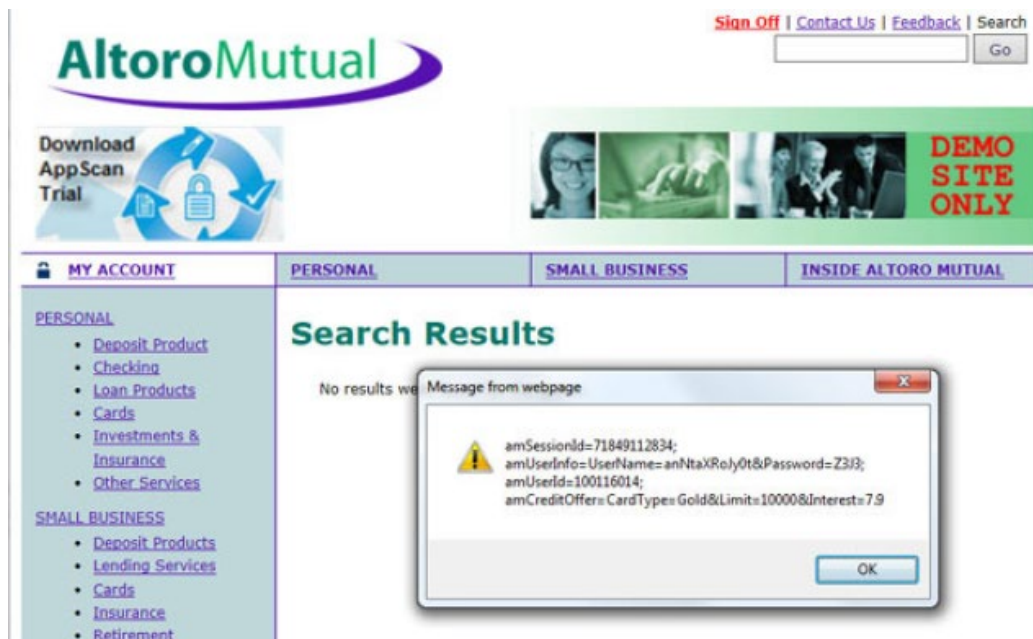 Sign Off | Contact Us | Feedback | Search
Go
AltoroMutual
Download
AppScan
Trial
DEMO
SITE
ONLY
MY ACCOUNT
PERSONAL
SMALL BUSINESS
INSIDE ALTORO MUTUAL
PERSONAL
Deposit Product
Checking
Loan Products
Cards
Investments &
Insurance
Other Services
SMALL BUSINESS
Deposit Products
Lending Services
Cards
Insurance
Retirement
Search Results
No results we
Message from webpage
amSessionId=71849112834;
amUserInfo=UserName=anNtaXRoJy0t&Password=Z3J3;
amUserId=100116014;
amCreditOffer=CardType=Gold&Limit=10000&Interest=7.9
OK